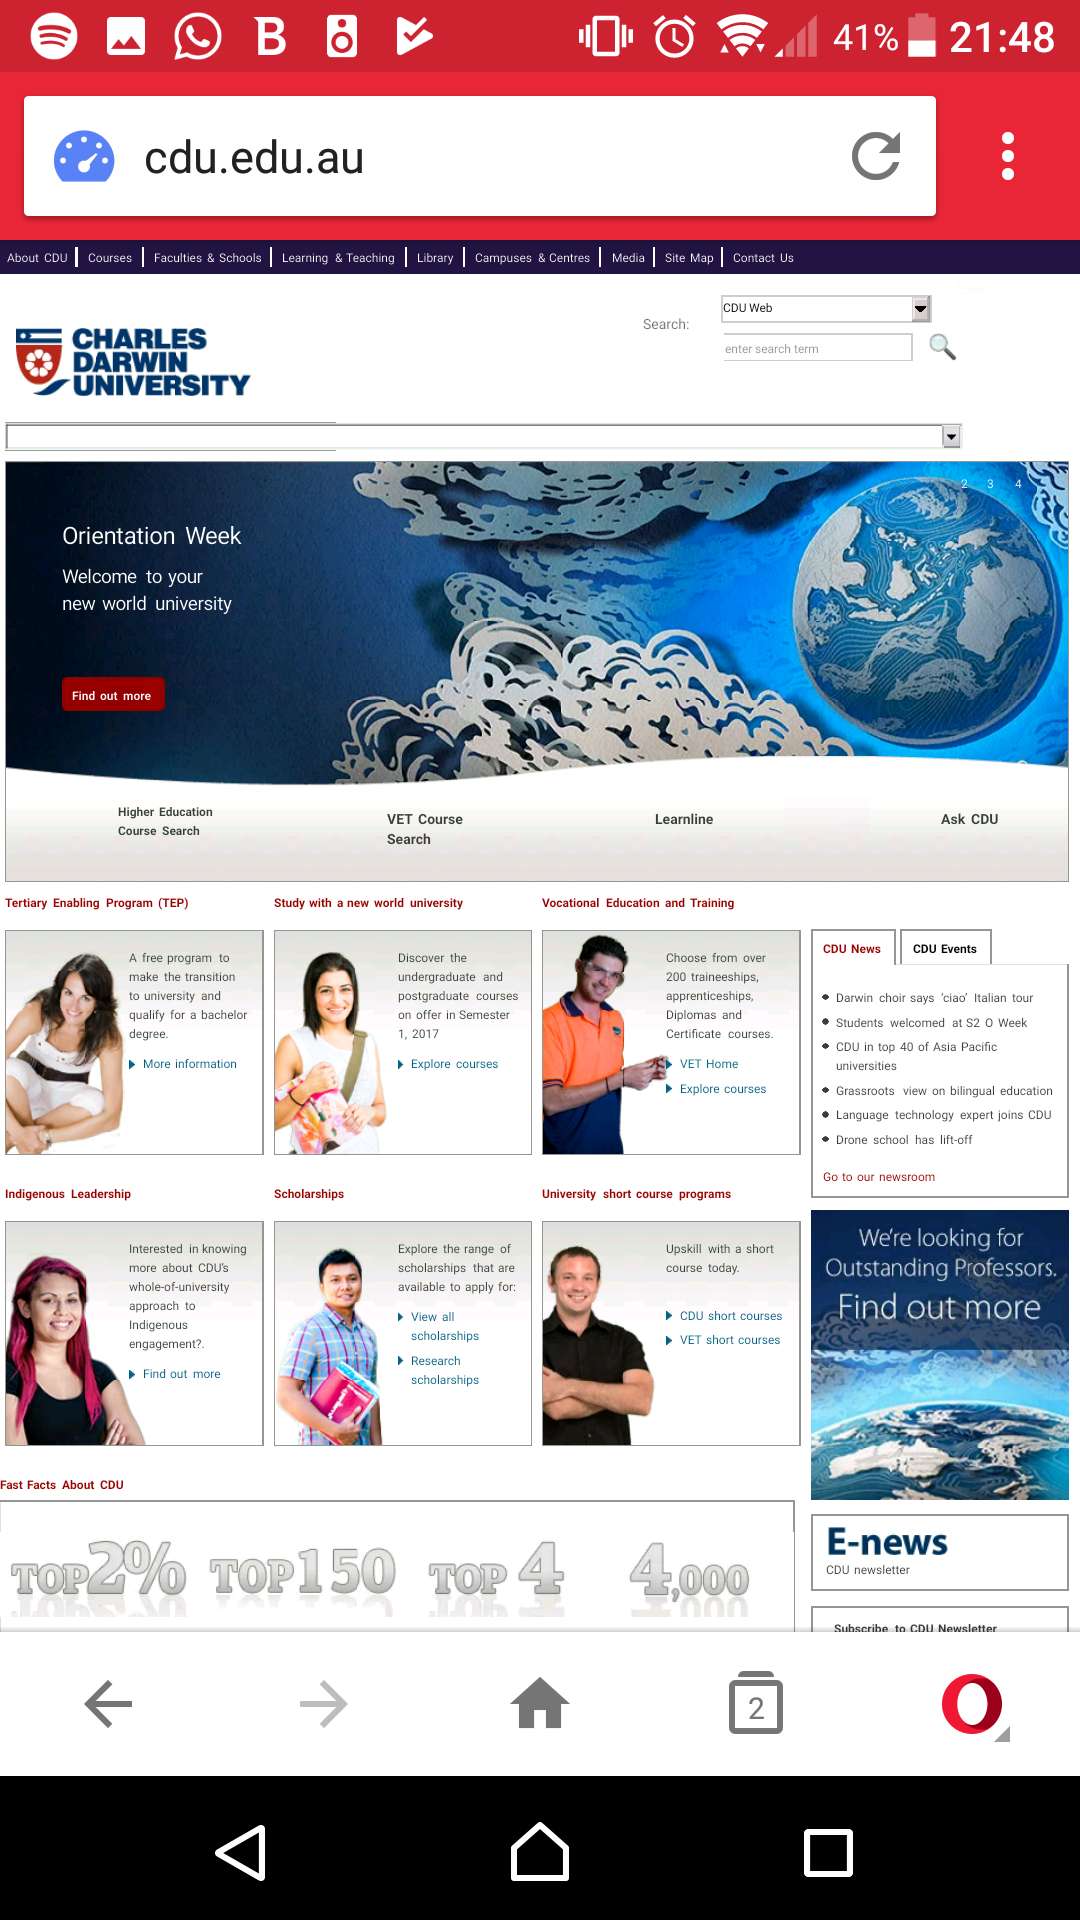 41% 21:48
cdu.edu.au
About CDU Courses Faculties & Schools Learning & Teaching Library Campuses & Centres Media Site Map Contact Us
CDU Web
Search:
enter search term
CHARLES
DARWIN
UNIVERSITY
2 3 4
Orientation Week
Welcome to your
new world university
Find out more
Higher Education
Course Search
VET Course
Search
Learnline
Ask CDU
Tertiary Enabling Program (TEP)
A free program to
make the transition
to university and
qualify for a bachelor
degree.
More information
Study with a new world university
Discover the
undergraduate and
postgraduate courses
on offer in Semester
1, 2017
Explore courses
Vocational Education and Training
Choose from over
200 traineeships,
apprenticeships,
Diplomas and
Certificate courses.
VET Home
Explore courses
CDU News CDU Events
Darwin choir says 'ciao' Italian tour
Students welcomed at S2 O Week
CDU in top 40 of Asia Pacific
universities
Grassroots view on bilingual education
Language technology expert joins CDU
Drone school has lift-off
Go to our newsroom
Indigenous Leadership
Interested in knowing
more about CDU's
whole-of-university
approach to
Indigenous
engagement?.
Find out more
Scholarships
Explore the range of
scholarships that are
available to apply for:
View all
scholarships
Research
scholarships
University short course programs
Upskill with a short
course today.
CDU short courses
VET short courses
We're looking for
Outstanding Professors.
Find out more
Fast Facts About CDU
TOP 2% TOP 150 TOP 4 4,000
E-news
CDU newsletter
Subscribe to CDU Newsletter
2